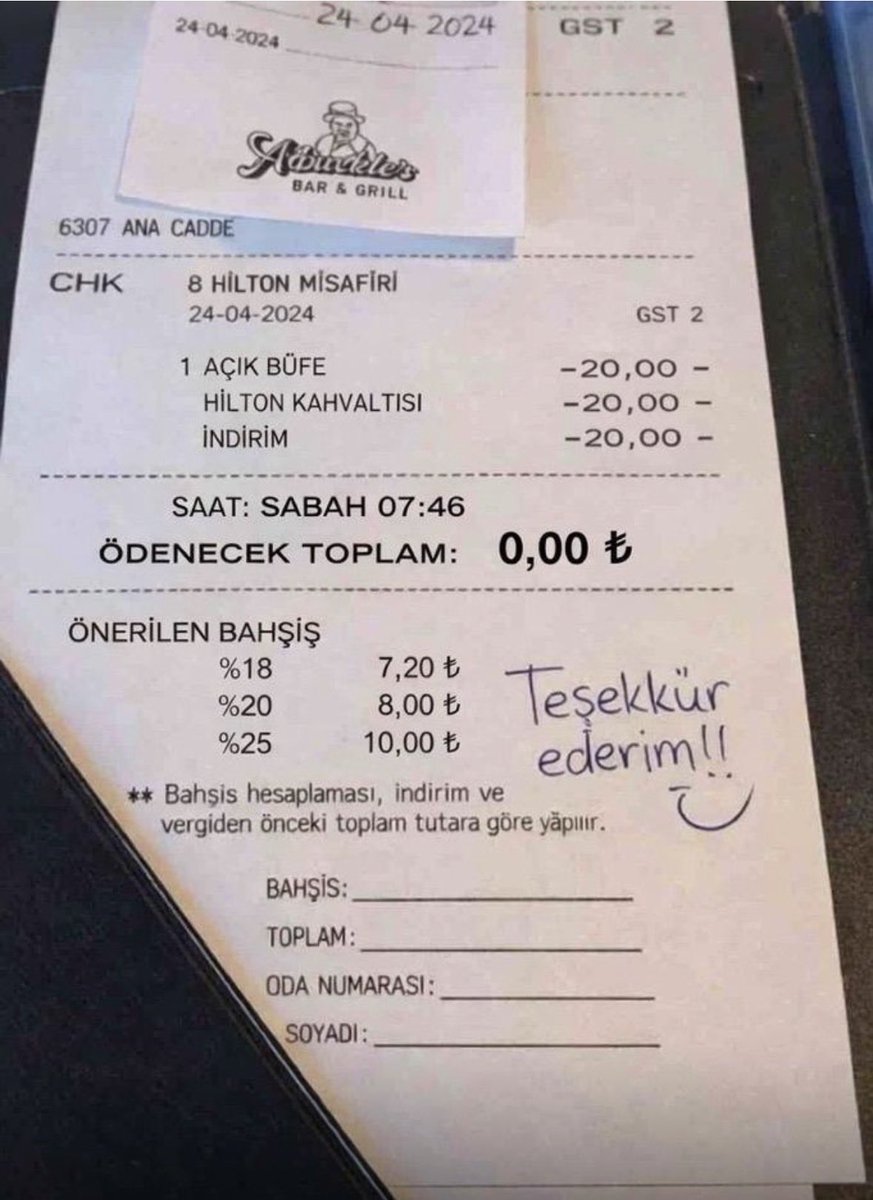 24-04-2024
24-04-2024
GST 2
Arbuckle's
BAR & GRILL
6307 ANA CADDE
CHK 8 HİLTON MİSAFİRİ
24-04-2024 GST 2
1 AÇIK BÜFE -20,00 -
HİLTON KAHVALTISI -20,00 -
İNDİRİM -20,00 -
SAAT: SABAH 07:46
ÖDENECEK TOPLAM: 0,00 ₺
ÖNERİLEN BAHŞİŞ
%18 7,20 ₺
%20 8,00 ₺
%25 10,00 ₺
Teşekkür
ederim!!
** Bahşis hesaplaması, indirim ve
vergiden önceki toplam tutara göre yäpıııır.
BAHŞİS:
TOPLAM:
ODA NUMARASI:
SOYADI: